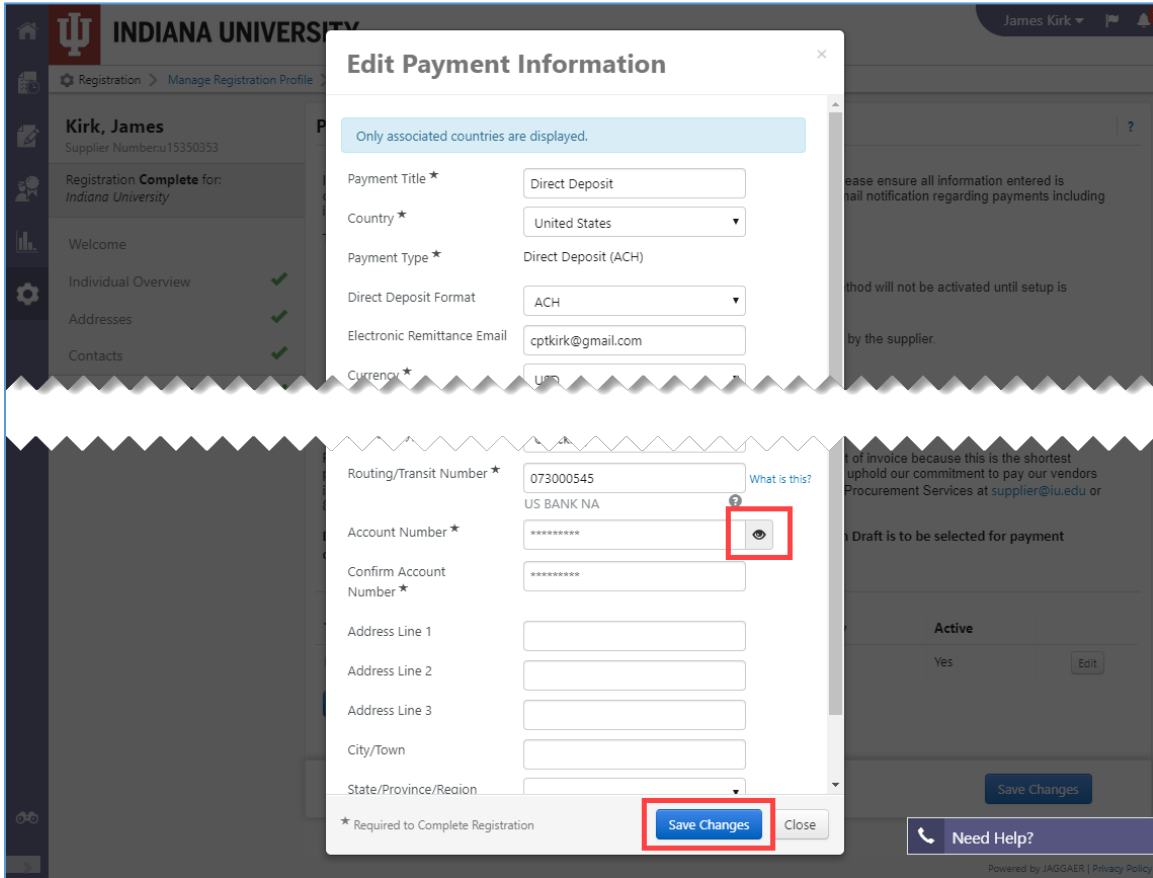 James Kirk
INDIANA UNIVERSITY
Registration > Manage Registration Profile >
Kirk, James
Supplier Number:u15350353
Registration Complete for:
Indiana University
Welcome
Individual Overview
Addresses
Contacts
Edit Payment Information
×
Only associated countries are displayed.
Payment Title ★ Direct Deposit
Country ★ United States
Payment Type ★ Direct Deposit (ACH)
Direct Deposit Format ACH
Electronic Remittance Email cptkirk@gmail.com
Currency ★ USD
Routing/Transit Number ★ 073000545 What is this?
US BANK NA ?
Account Number ★ *********
Confirm Account
Number ★ *********
Address Line 1
Address Line 2
Address Line 3
City/Town
State/Province/Region
★ Required to Complete Registration
Save Changes Close
?
ease ensure all information entered is
nail notification regarding payments including
thod will not be activated until setup is
by the supplier.
t of invoice because this is the shortest
uphold our commitment to pay our vendors
Procurement Services at supplier@iu.edu or
n Draft is to be selected for payment
Active
Yes Edit
Save Changes
Need Help?
Powered by JAGGAER | Privacy Policy